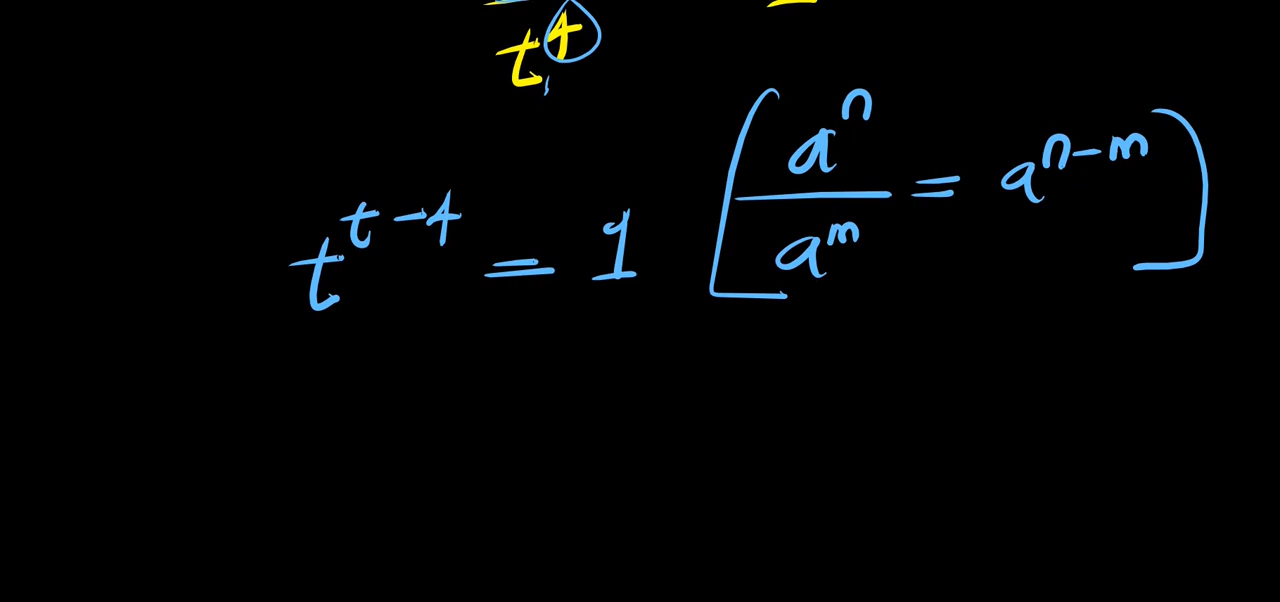 t^4
t^{t-4} = 1 [a^n / a^m = a^{n-m}]